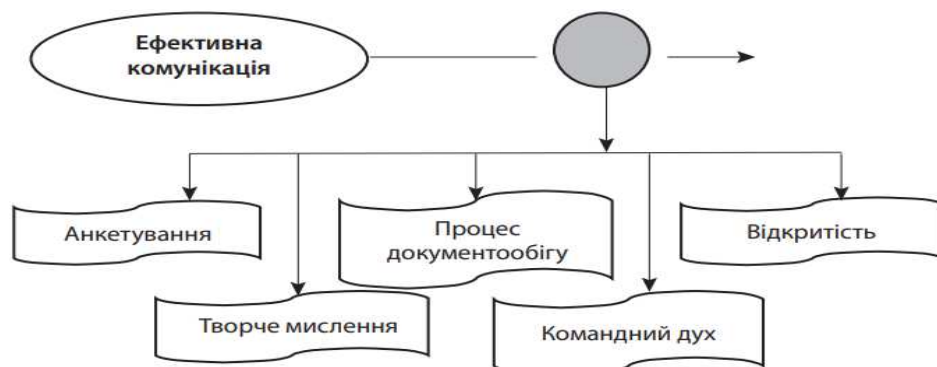 Ефективна
комунікація
Анкетування
Процес
документообігу
Відкритість
Творче мислення
Командний дух